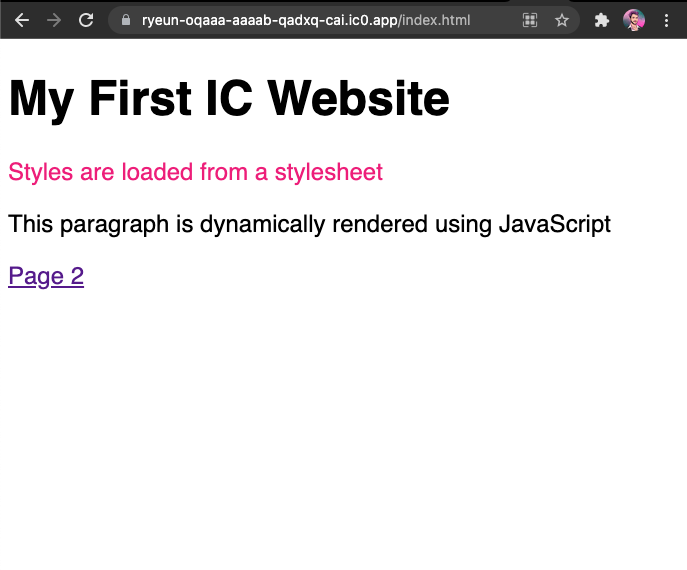 ryeun-oqaaa-aaaab-qadxq-cai.ic0.app/index.html
My First IC Website
Styles are loaded from a stylesheet
This paragraph is dynamically rendered using JavaScript
Page 2